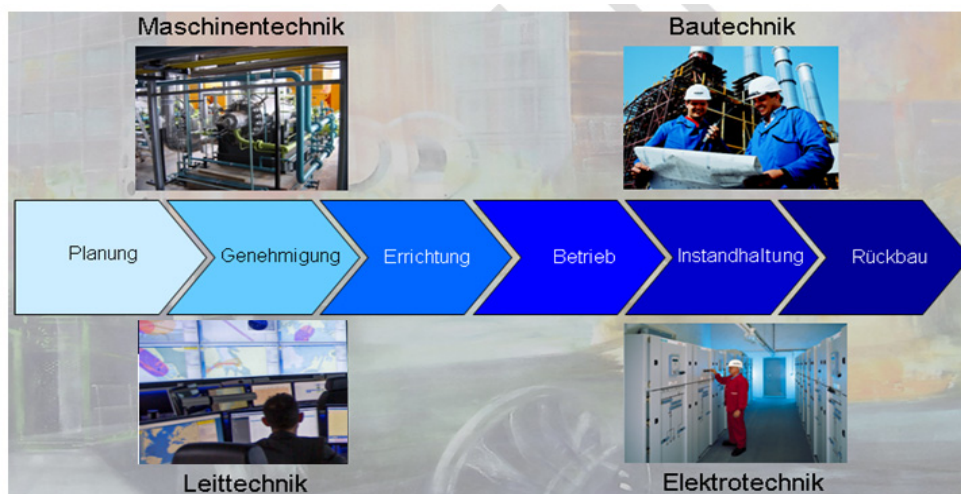 Maschinentechnik
Bautechnik
Planung
Genehmigung
Errichtung
Betrieb
Instandhaltung
Rückbau
Leittechnik
Elektrotechnik